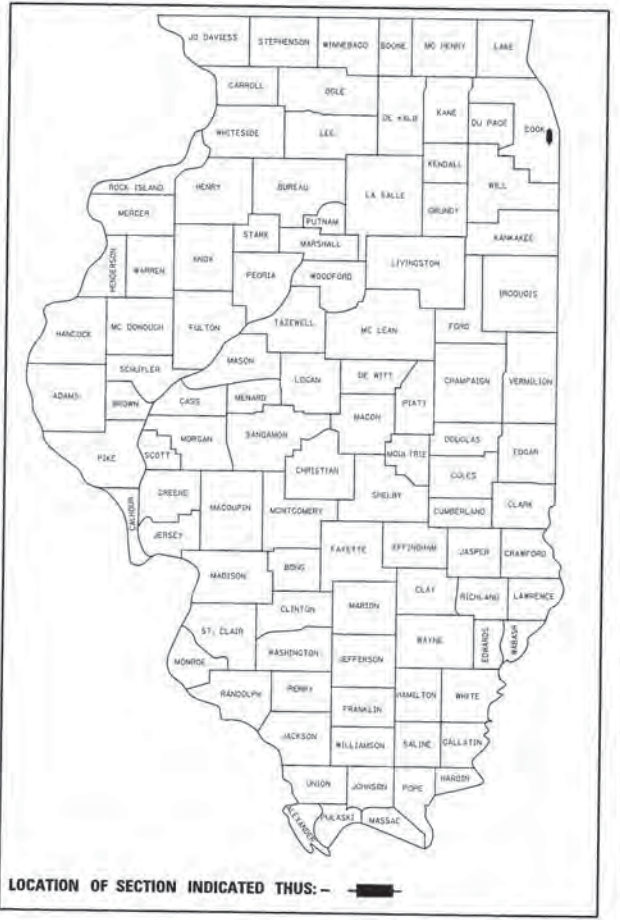 JO DAVIESS STEPHENSON WINNEBAGO BOONE MC HENRY LAKE
CARROLL OGLE DE KALB KANE DU PAGE COOK
WHITESIDE LEE
KENDALL WILL
ROCK ISLAND HENRY BUREAU LA SALLE
GRUNDY
MERCER PUTNAM
STARK MARSHALL KANKAKEE
HENDERSON WARREN KNOX PEORIA WOODFORD LIVINGSTON
IROQUOIS
HANCOCK MC DONOUGH FULTON TAZEWELL MC LEAN FORD
MASON
SCHUYLER LOGAN DE WITT CHAMPAIGN VERMILION
ADAMS BROWN CASS MENARD PIATT
MACON
PIKE SCOTT MORGAN SANGAMON DOUGLAS EDGAR
CHRISTIAN MOULTRIE
COLES
GREENE SHELBY
CALHOUN MACOUPIN MONTGOMERY CUMBERLAND CLARK
JERSEY
FAYETTE EFFINGHAM JASPER CRAWFORD
MADISON BOND
CLAY RICHLAND LAWRENCE
CLINTON MARION
ST. CLAIR WAYNE EDWARDS WABASH
MONROE WASHINGTON JEFFERSON
RANDOLPH PERRY HAMILTON WHITE
FRANKLIN
JACKSON WILLIAMSON SALINE GALLATIN
UNION JOHNSON POPE HARDIN
ALEXANDER PULASKI MASSAC
LOCATION OF SECTION INDICATED THUS: –